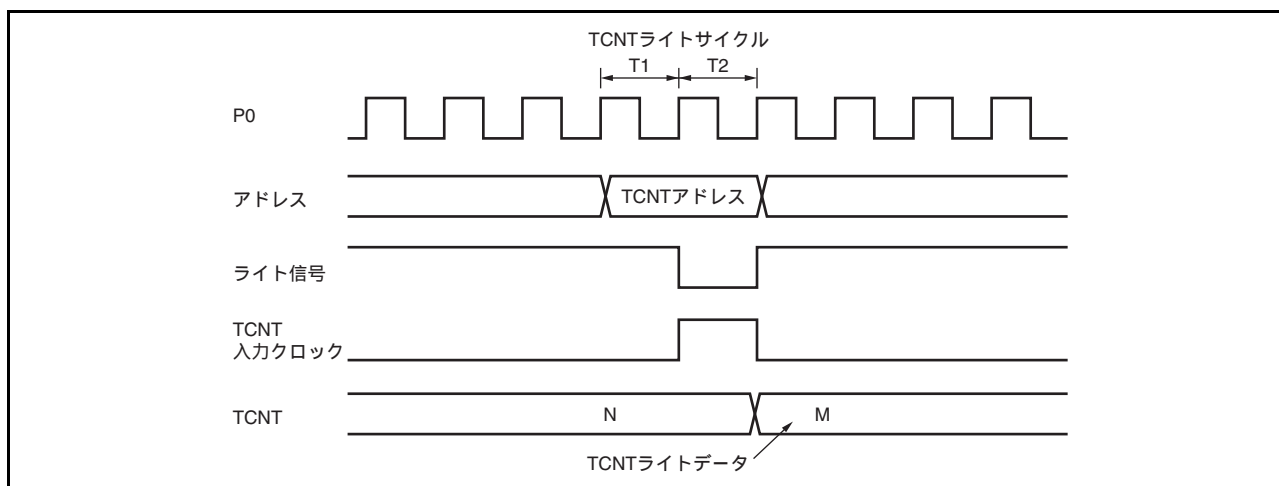 TCNTライトサイクル
T1
T2
P0
アドレス
TCNTアドレス
ライト信号
TCNT
入力クロック
TCNT
N
M
TCNTライトデータ